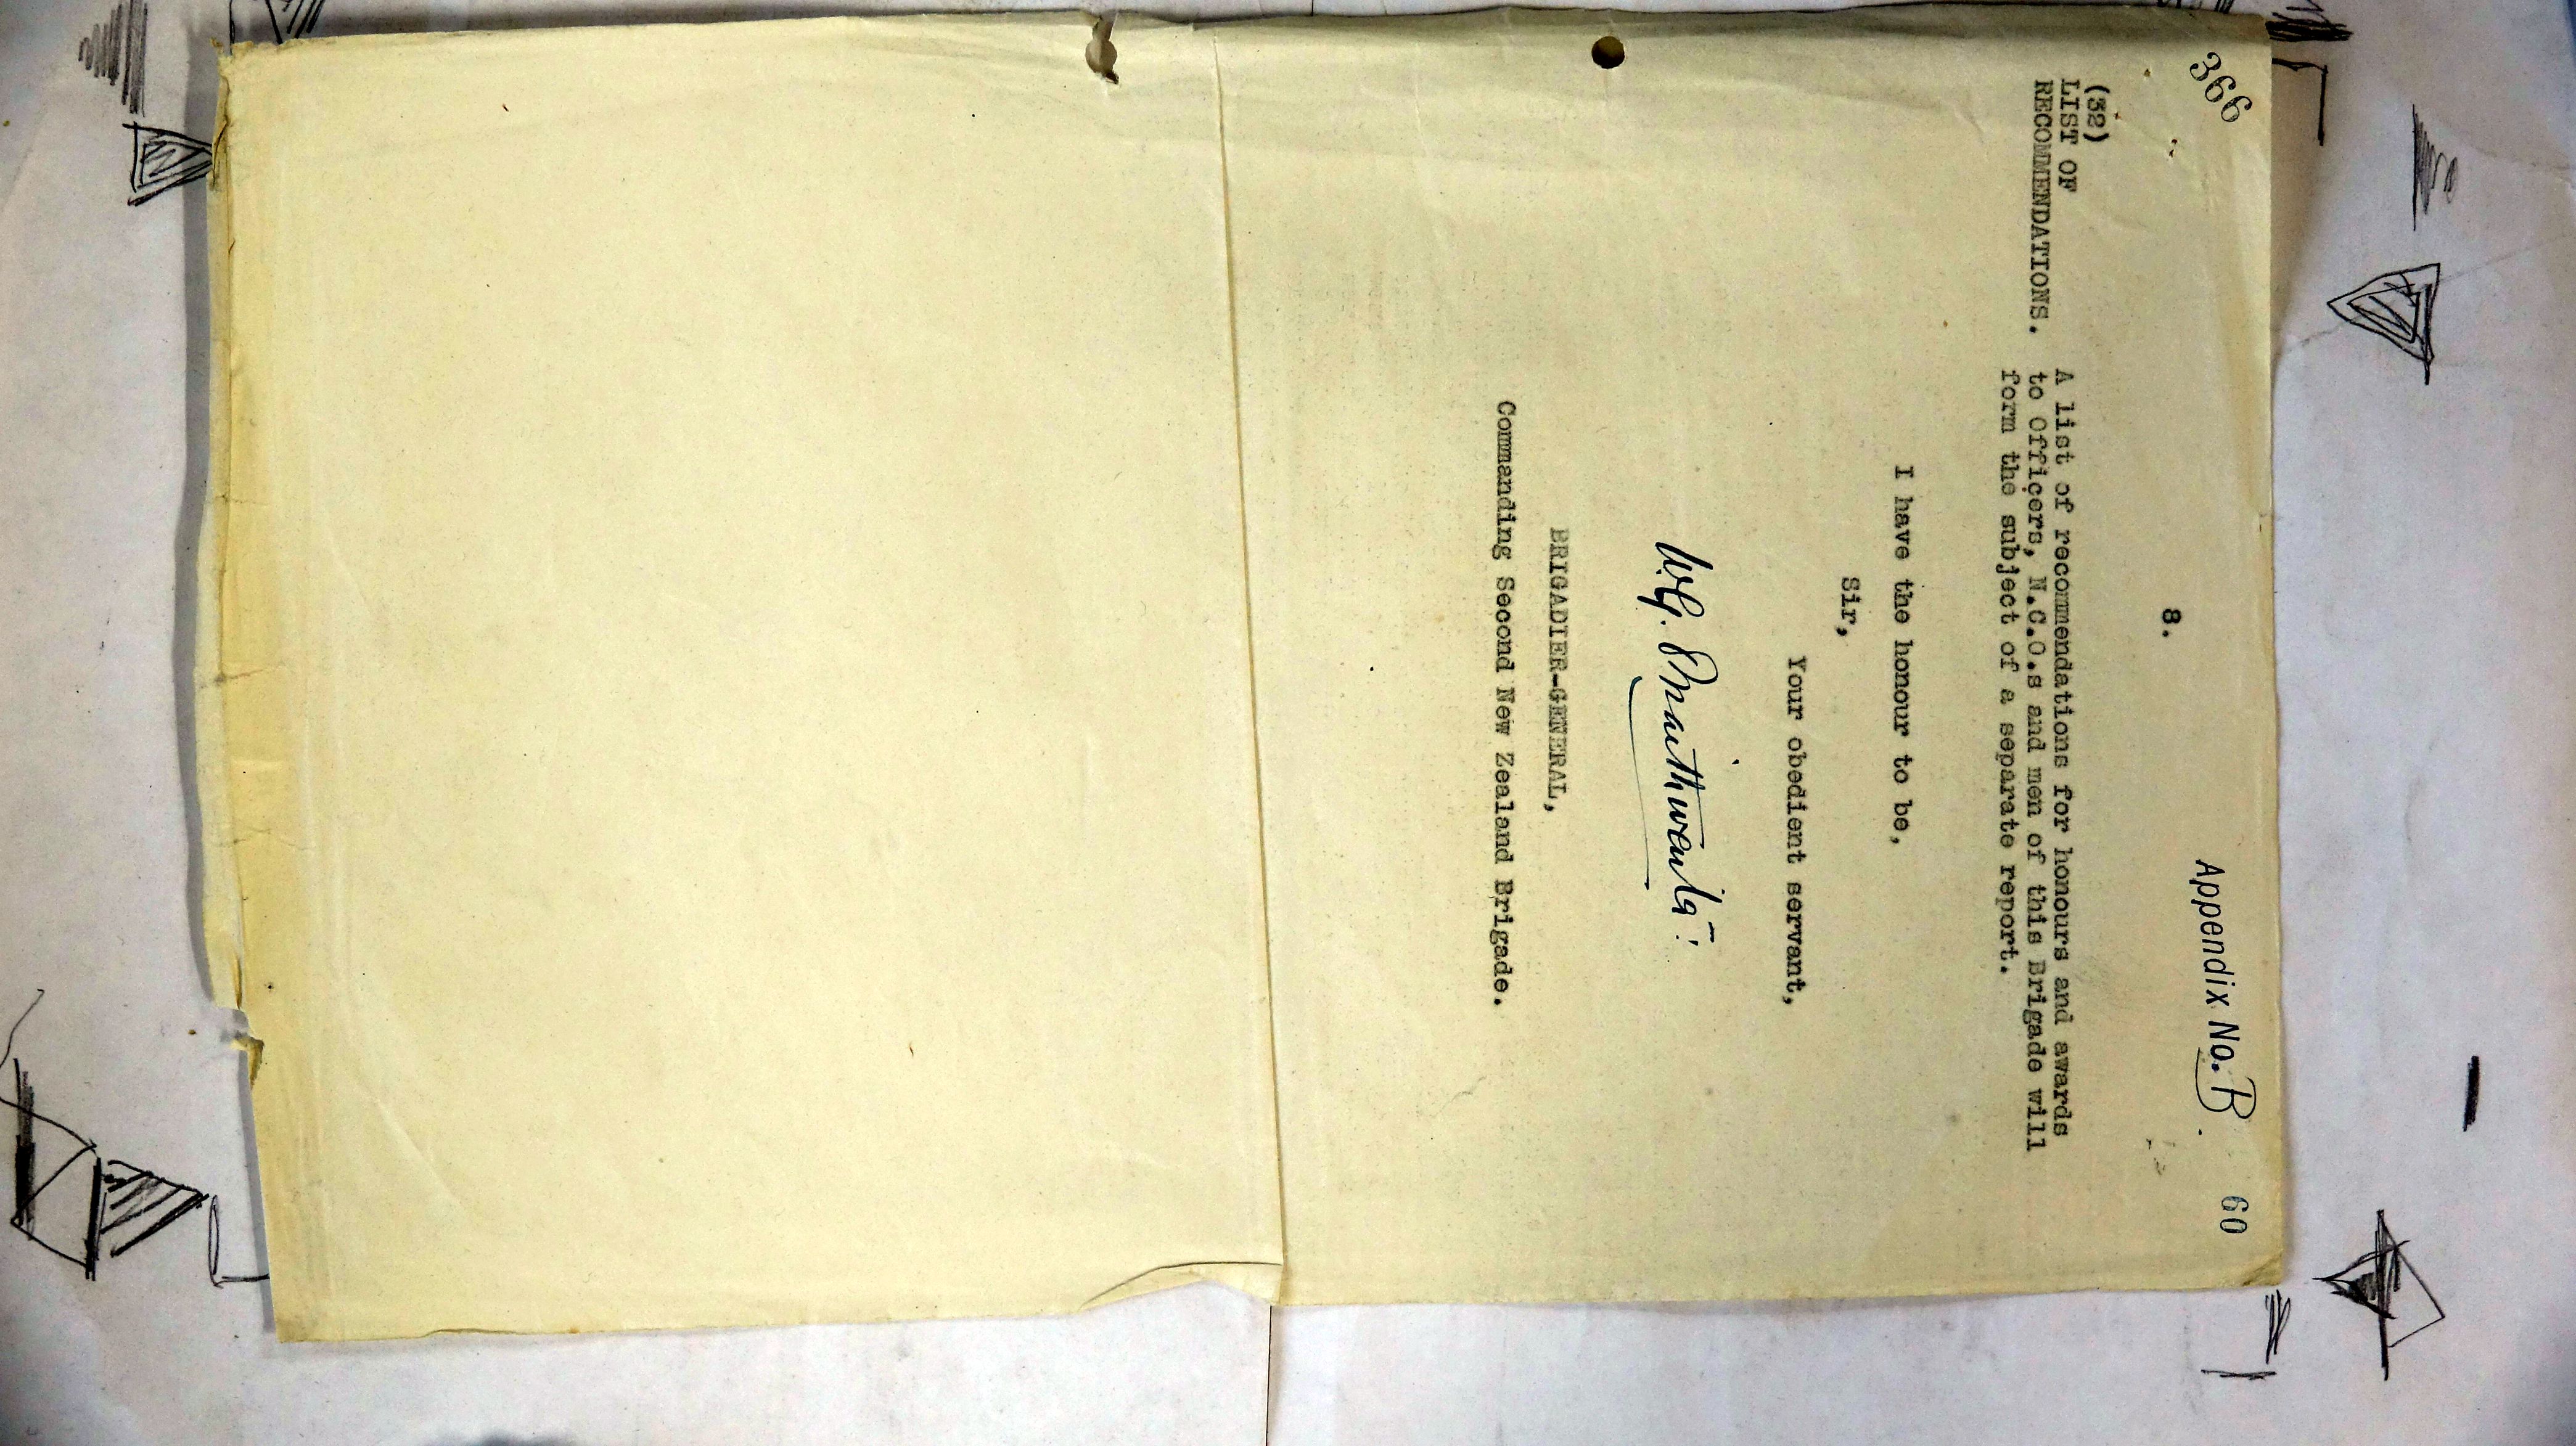 366
Appendix No. B.
60
8.
(32)
LIST OF
RECOMMENDATIONS.
A list of recommendations for honours and awards
to Officers, N.C.O.s and men of this Brigade will
form the subject of a separate report.
I have the honour to be,
Sir,
Your obedient servant,
W.G. Braithwaite
BRIGADIER-GENERAL,
Commanding Second New Zealand Brigade.